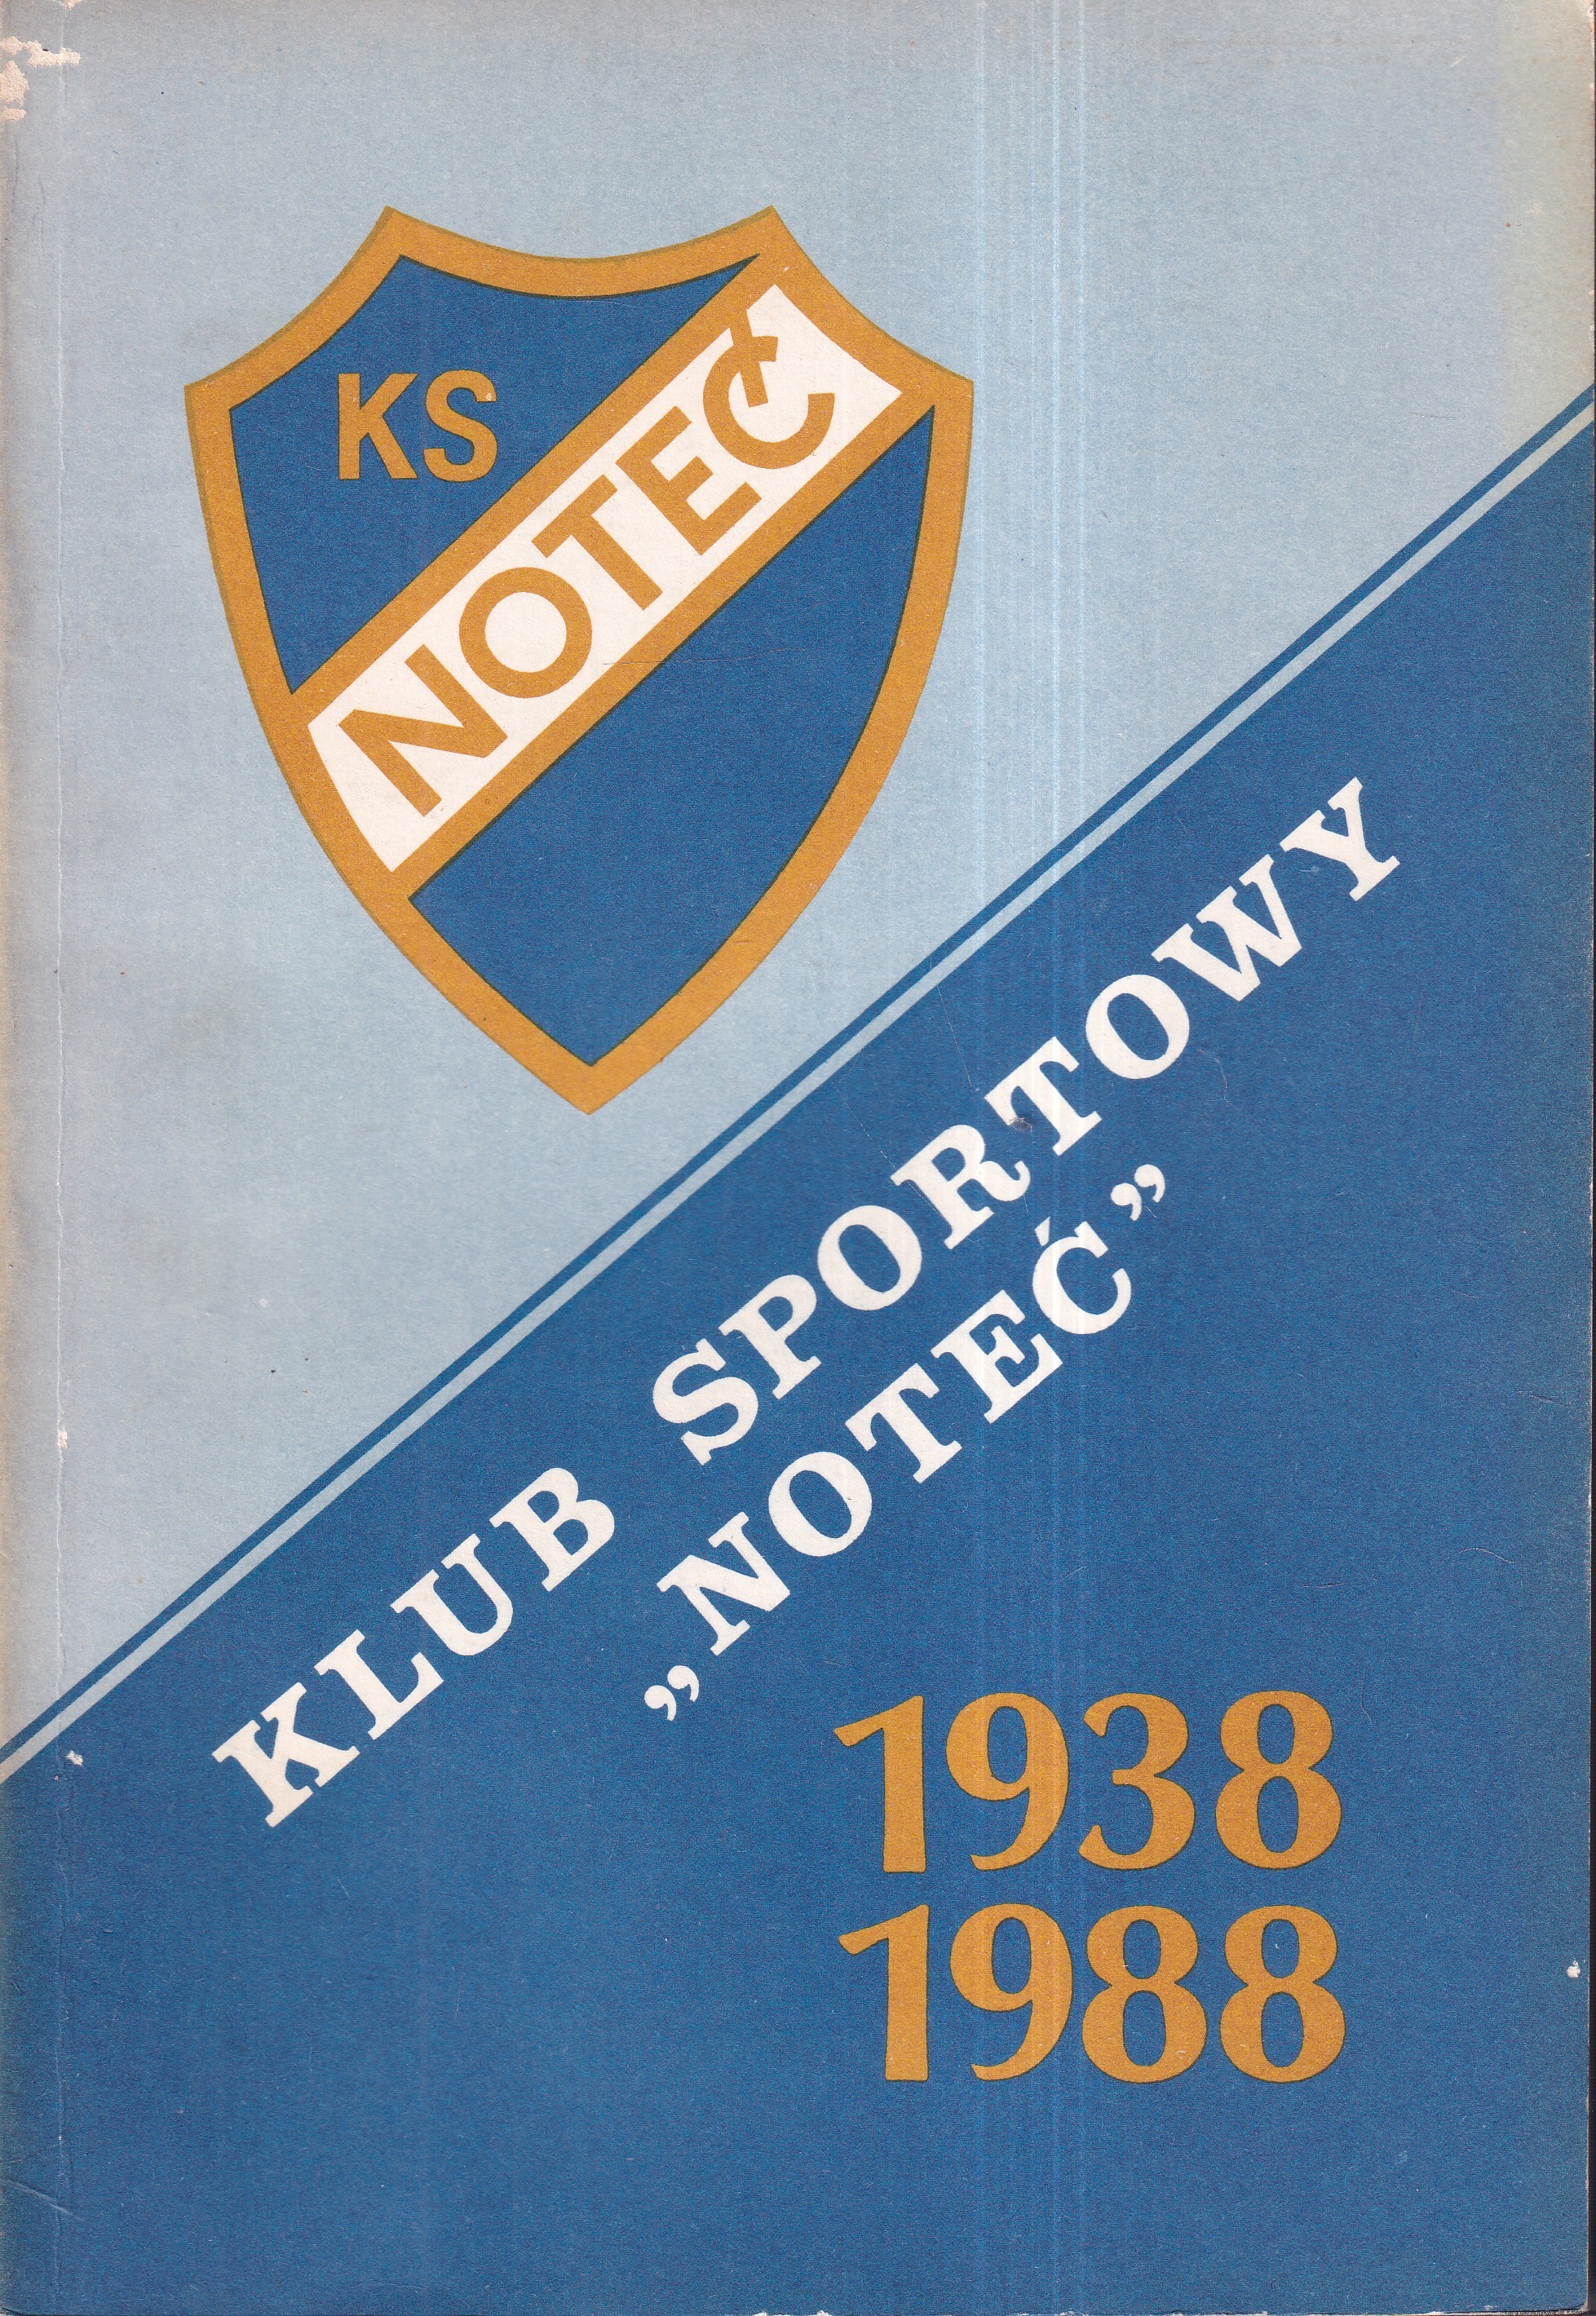 KS
NOTEĆ
KLUB SPORTOWY
„NOTEĆ”
1938
1988